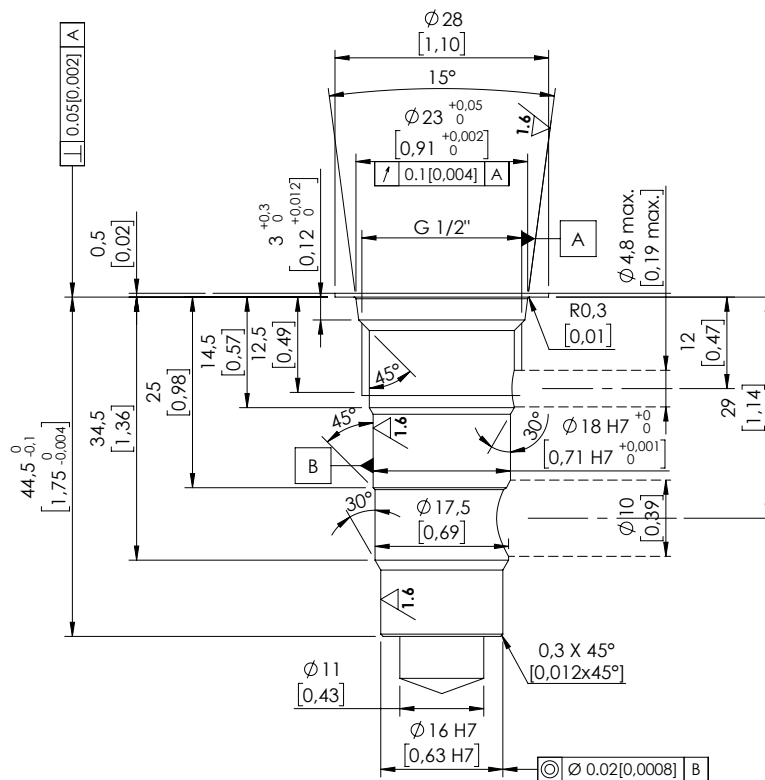 Ø28
[1,10]
15°
Ø23 +0,05 0
[0,91 +0,002 0]
1.6
0.1[0,004] A
⊥ 0.05[0,002] A
G 1/2"
A
3 +0,3 0
[0,12 +0,012 0]
0,5
[0,02]
Ø4,8 max.
[0,19 max.]
R0,3
[0,01]
12
[0,47]
29
[1,14]
12,5
[0,49]
14,5
[0,57]
25
[0,98]
34,5
[1,36]
44,5 0 -0,1
[1,75 0 -0,004]
45°
45°
1.6
30°
Ø18 H7 +0 0
[0,71 H7 +0,001 0]
B
30°
Ø17,5
[0,69]
Ø10
[0,39]
1.6
0,3 X 45°
[0,012x45°]
Ø11
[0,43]
Ø16 H7
[0,63 H7]
◎ Ø 0.02[0,0008] B